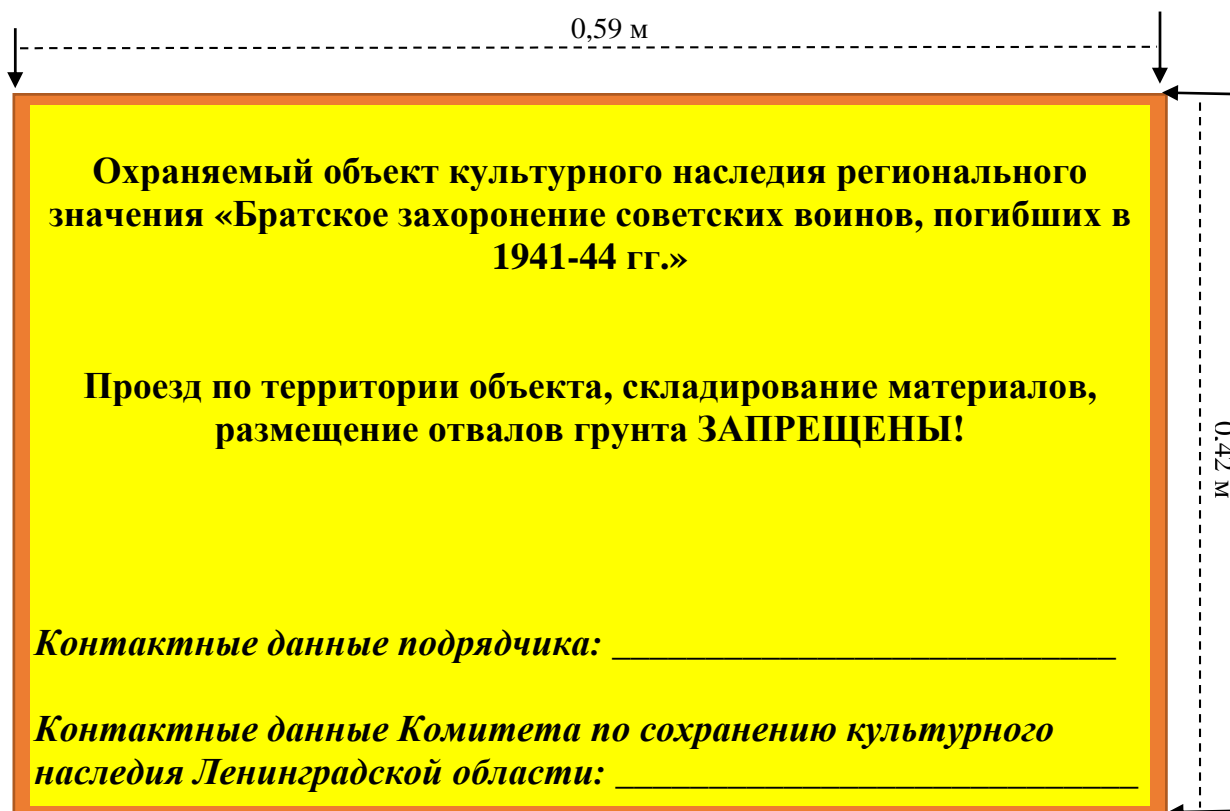 0,59 м
Охраняемый объект культурного наследия регионального
значения «Братское захоронение советских воинов, погибших в
1941-44 гг.»
Проезд по территории объекта, складирование материалов,
размещение отвалов грунта ЗАПРЕЩЕНЫ!
0,42 м
Контактные данные подрядчика: ___________________________
Контактные данные Комитета по сохранению культурного
наследия Ленинградской области: ____________________________